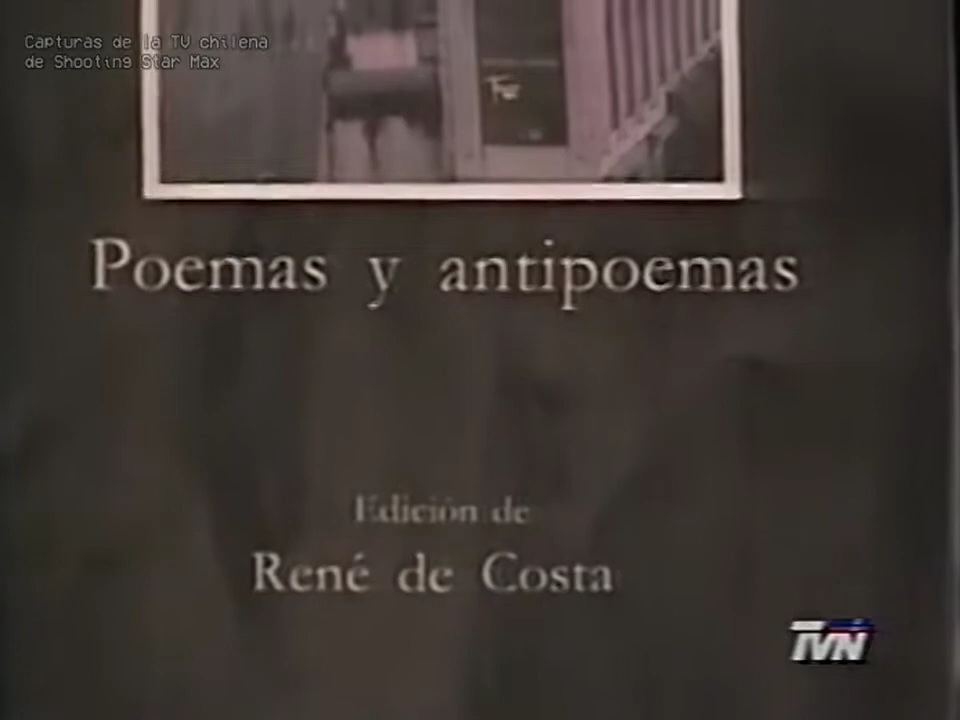 Capturas de la TV chilena
de Shooting Star Max
Poemas y antipoemas
Edición de
René de Costa
TVN